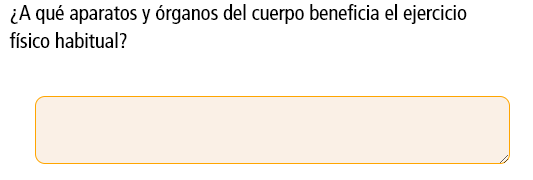 ¿A qué aparatos y órganos del cuerpo beneficia el ejercicio
físico habitual?